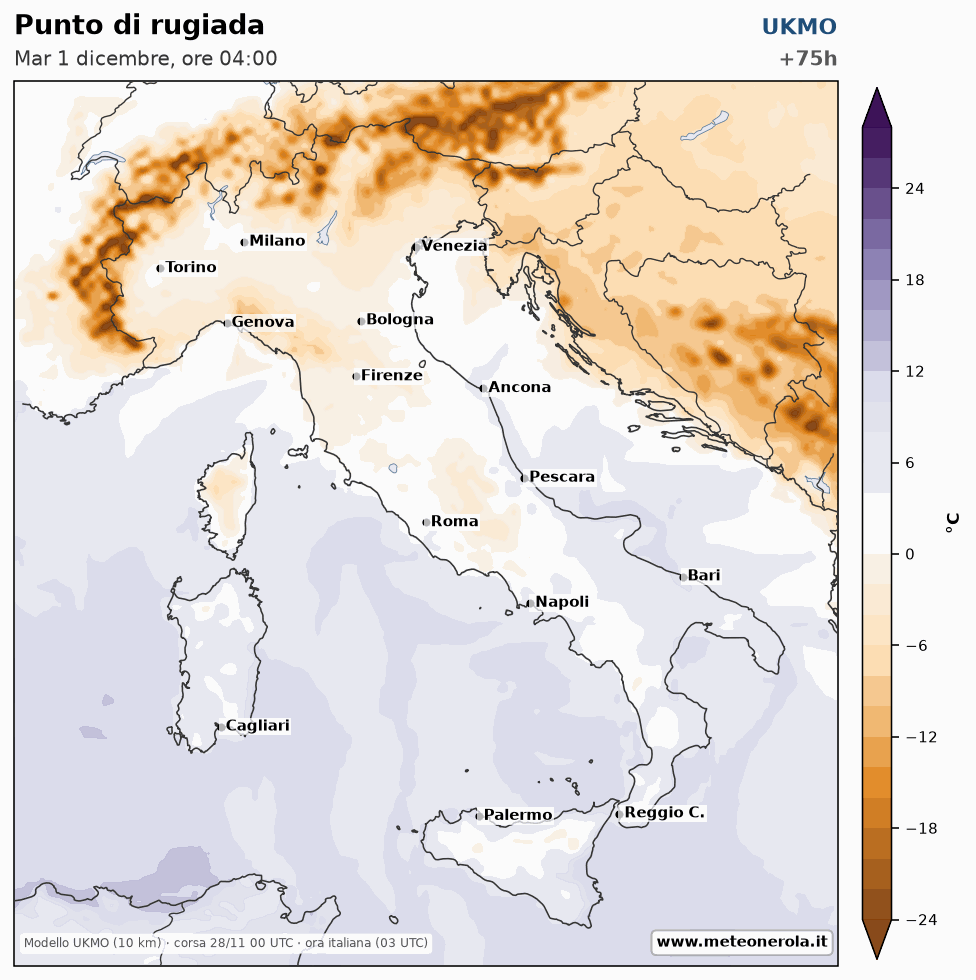 Punto di rugiada
UKMO
Mar 1 dicembre, ore 04:00
+75h
Milano
Venezia
Torino
Genova
Bologna
Firenze
Ancona
Pescara
Roma
Bari
Napoli
Cagliari
Palermo
Reggio C.
24
18
12
6
0
−6
−12
−18
−24
°C
Modello UKMO (10 km) · corsa 28/11 00 UTC · ora italiana (03 UTC)
www.meteonerola.it